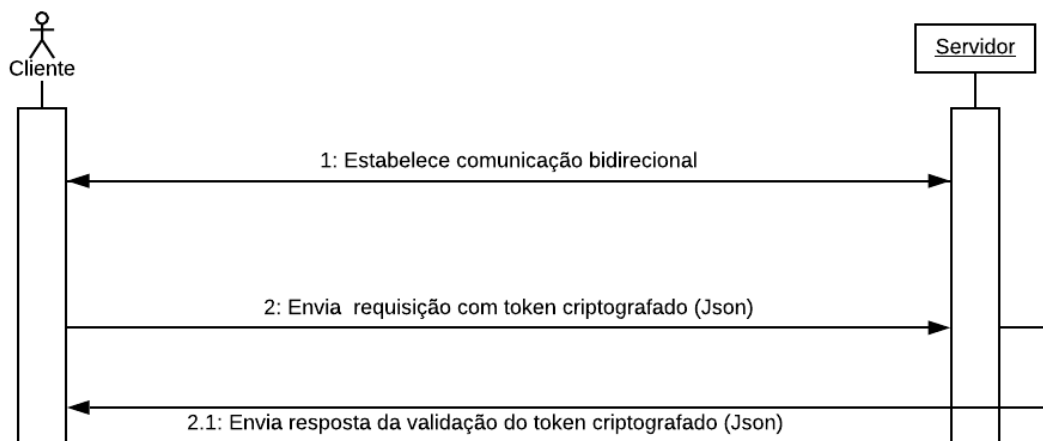 Cliente
Servidor
1: Estabelece comunicação bidirecional
2: Envia  requisição com token criptografado (Json)
2.1: Envia resposta da validação do token criptografado (Json)